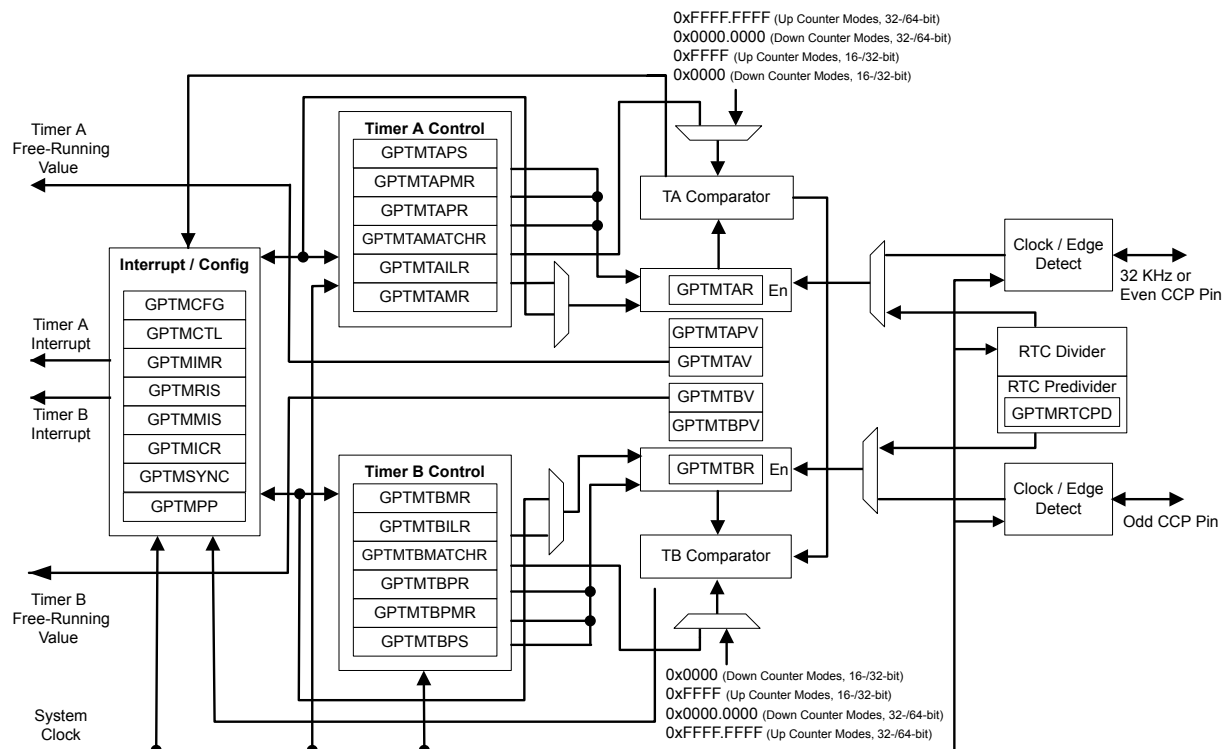 0xFFFF.FFFF (Up Counter Modes, 32-/64-bit)
0x0000.0000 (Down Counter Modes, 32-/64-bit)
0xFFFF (Up Counter Modes, 16-/32-bit)
0x0000 (Down Counter Modes, 16-/32-bit)
Timer A
Free-Running
Value
Timer A Control
GPTMTAPS
GPTMTAPMR
GPTMTAPR
GPTMTAMATCHR
GPTMTAILR
GPTMTAMR
TA Comparator
GPTMTAR
En
Clock / Edge
Detect
32 KHz or
Even CCP Pin
Interrupt / Config
GPTMCFG
GPTMCTL
GPTMIMR
GPTMRIS
GPTMMIS
GPTMICR
GPTMSYNC
GPTMPP
Timer A
Interrupt
Timer B
Interrupt
GPTMTAPV
GPTMTAV
GPTMTBV
GPTMTBPV
RTC Divider
RTC Predivider
GPTMRTCPD
Timer B Control
GPTMTBMR
GPTMTBILR
GPTMTBMATCHR
GPTMTBPR
GPTMTBPMR
GPTMTBPS
GPTMTBR
En
TB Comparator
Clock / Edge
Detect
Odd CCP Pin
Timer B
Free-Running
Value
0x0000 (Down Counter Modes, 16-/32-bit)
0xFFFF (Up Counter Modes, 16-/32-bit)
0x0000.0000 (Down Counter Modes, 32-/64-bit)
0xFFFF.FFFF (Up Counter Modes, 32-/64-bit)
System
Clock